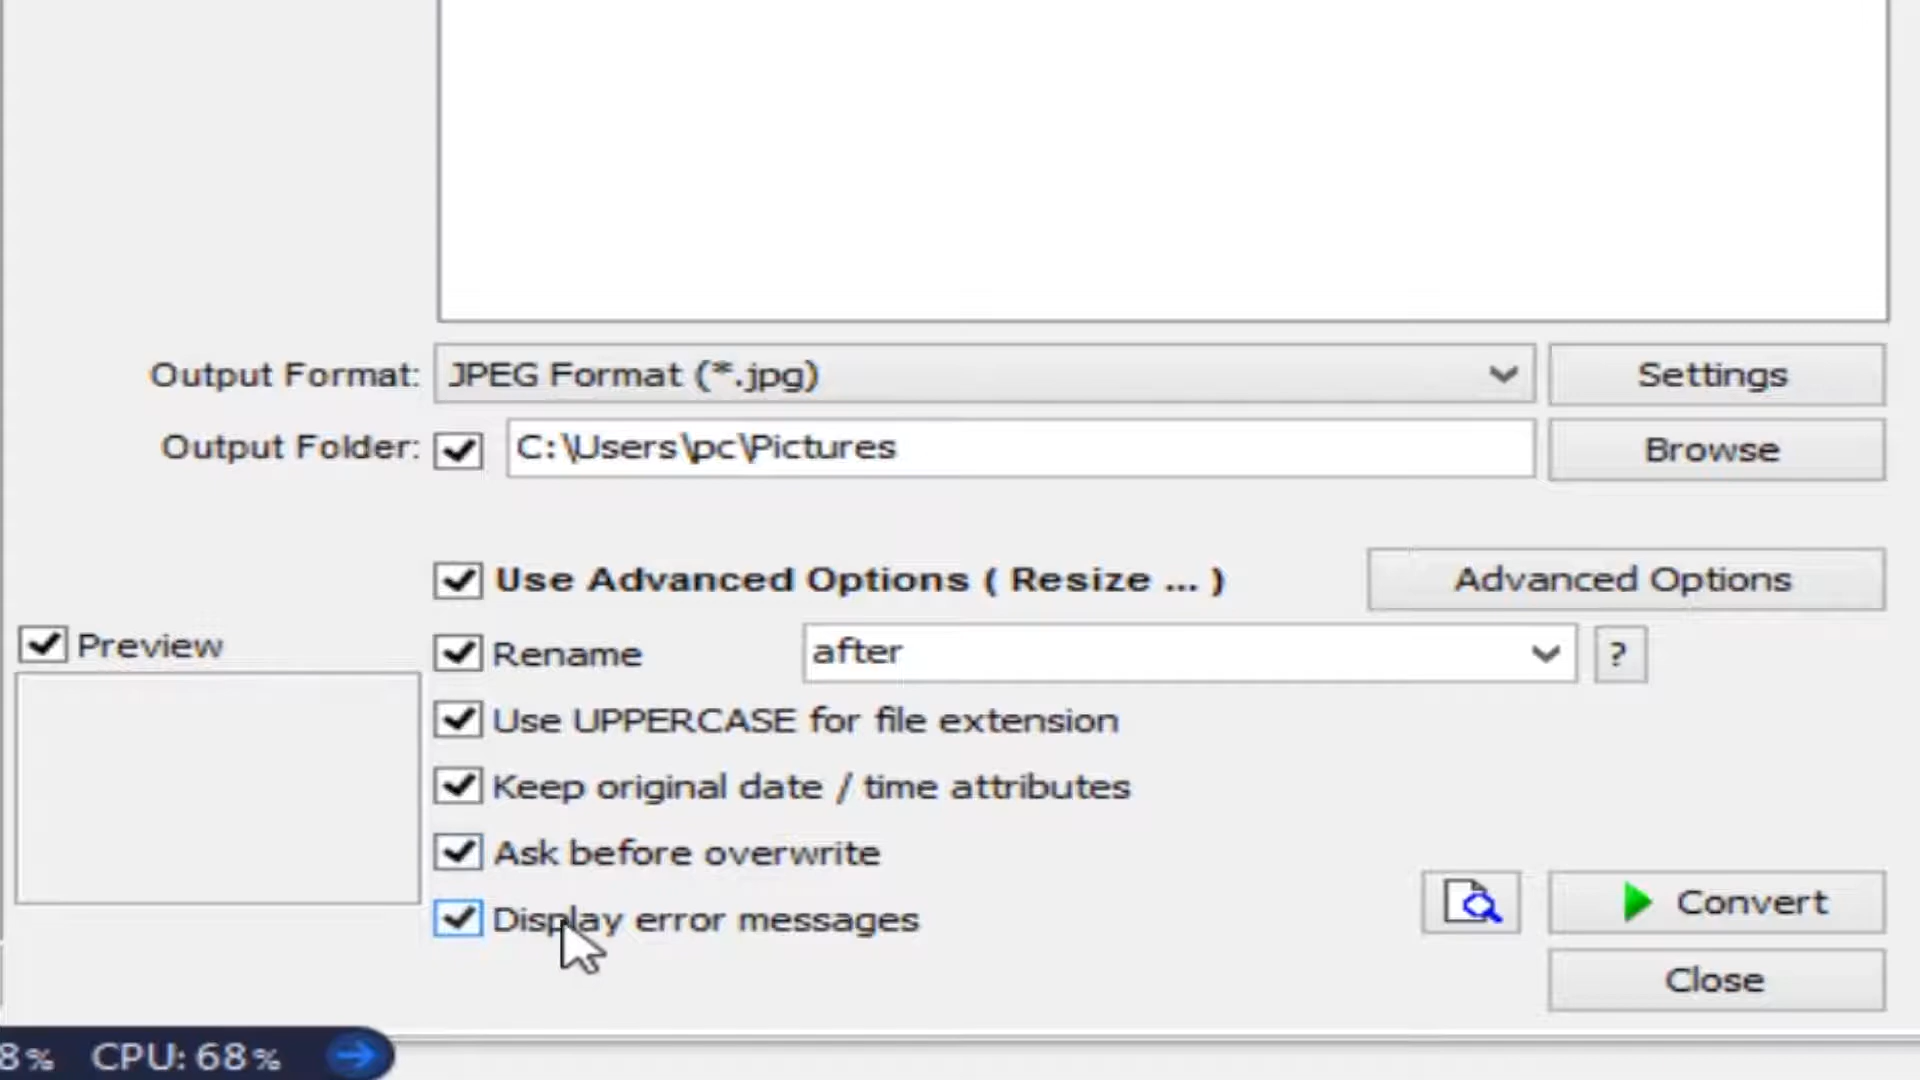 Output Format: JPEG Format (*.jpg) Settings
Output Folder: C:\Users\pc\Pictures Browse
Use Advanced Options ( Resize ... ) Advanced Options
Preview Rename after ?
Use UPPERCASE for file extension
Keep original date / time attributes
Ask before overwrite
Display error messages Convert
Close
8% CPU: 68%